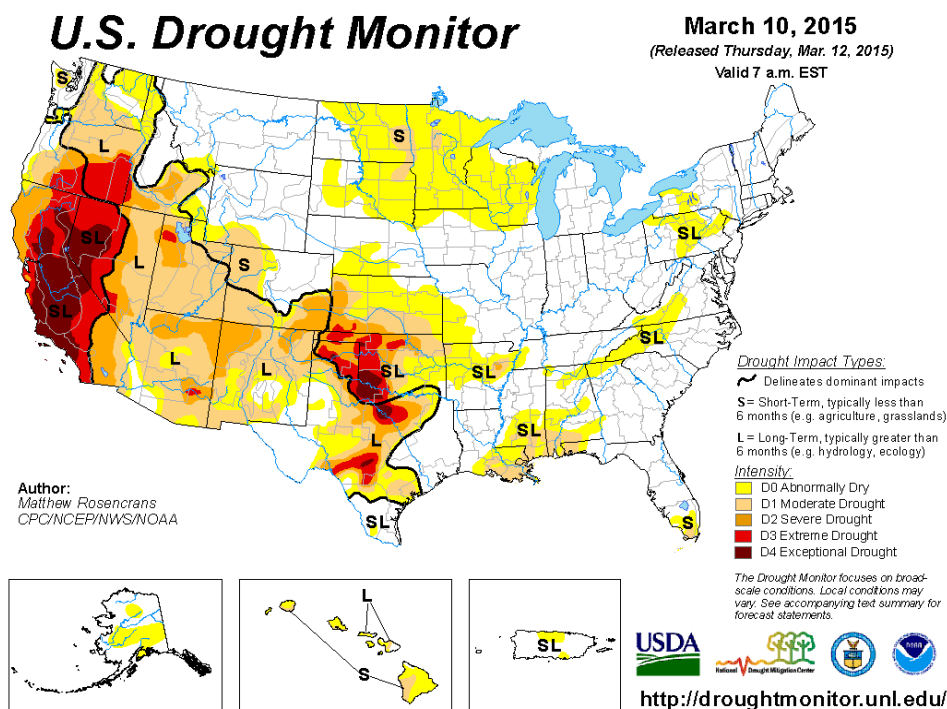 U.S. Drought Monitor
March 10, 2015
(Released Thursday, Mar. 12, 2015)
Valid 7 a.m. EST
S
S
L
SL
SL
L
S
SL
SL
L
L
SL
SL
SL
L
SL
S
Drought Impact Types:
Delineates dominant impacts
S = Short-Term, typically less than
6 months (e.g. agriculture, grasslands)
L = Long-Term, typically greater than
6 months (e.g. hydrology, ecology)
Intensity:
D0 Abnormally Dry
D1 Moderate Drought
D2 Severe Drought
D3 Extreme Drought
D4 Exceptional Drought
Author:
Matthew Rosencrans
CPC/NCEP/NWS/NOAA
L
S
SL
The Drought Monitor focuses on broad-
scale conditions. Local conditions may
vary. See accompanying text summary for
forecast statements.
USDA
National Drought Mitigation Center
http://droughtmonitor.unl.edu/